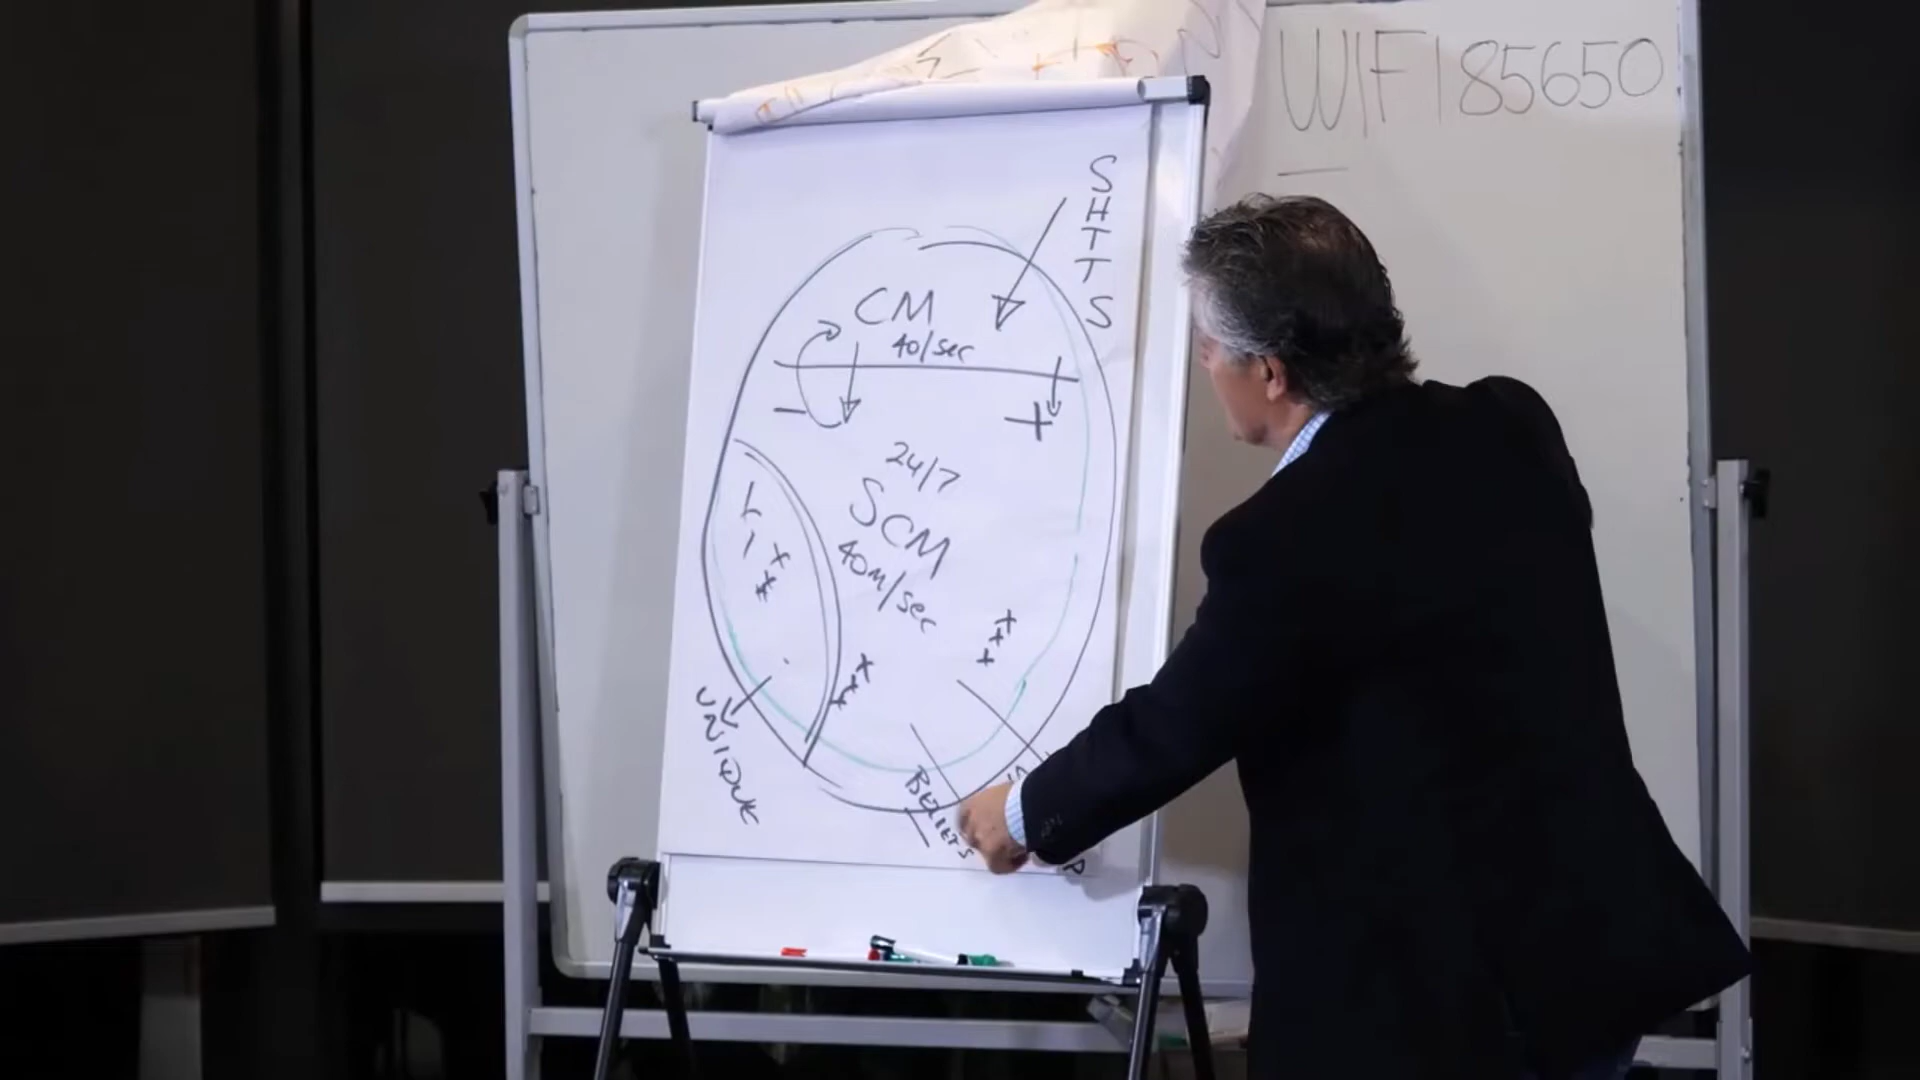 WIFI 85650
SHTTS
CM
40/sec
−
+
24/7
SCM
40M/sec
UNIQUE
BELIEFS